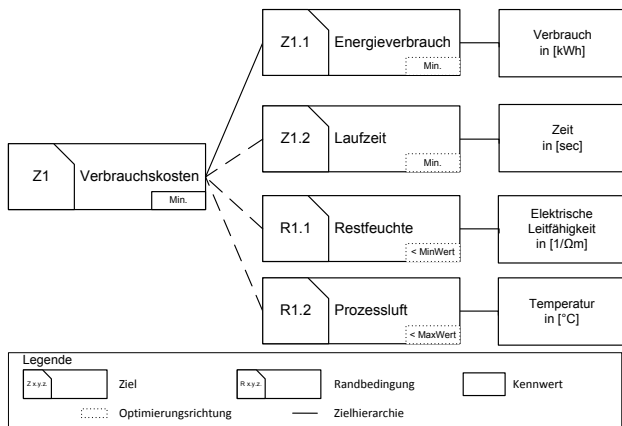 Z1.1 Energieverbrauch
Min.
Verbrauch
in [kWh]
Z1.2 Laufzeit
Min.
Zeit
in [sec]
Z1 Verbrauchskosten
Min.
R1.1 Restfeuchte
< MinWert
Elektrische
Leitfähigkeit
in [1/Ωm]
R1.2 Prozessluft
< MaxWert
Temperatur
in [°C]
Legende
Z x.y.z. Ziel
R x.y.z. Randbedingung
Kennwert
Optimierungsrichtung
Zielhierarchie